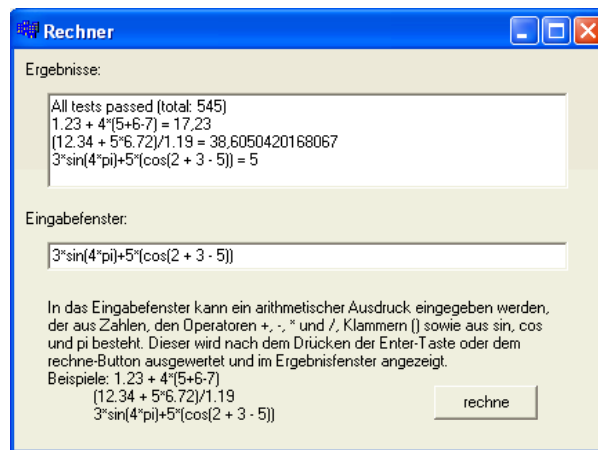 Rechner
Ergebnisse:
All tests passed (total: 545)
1.23 + 4*(5+6-7) = 17,23
(12.34 + 5*6.72)/1.19 = 38,6050420168067
3*sin(4*pi)+5*(cos(2 + 3 - 5)) = 5
Eingabefenster:
3*sin(4*pi)+5*(cos(2 + 3 - 5))
In das Eingabefenster kann ein arithmetischer Ausdruck eingegeben werden,
der aus Zahlen, den Operatoren +, -, * und /, Klammern () sowie aus sin, cos
und pi besteht. Dieser wird nach dem Drücken der Enter-Taste oder dem
rechne-Button ausgewertet und im Ergebnisfenster angezeigt.
Beispiele: 1.23 + 4*(5+6-7)
(12.34 + 5*6.72)/1.19
3*sin(4*pi)+5*(cos(2 + 3 - 5))
rechne